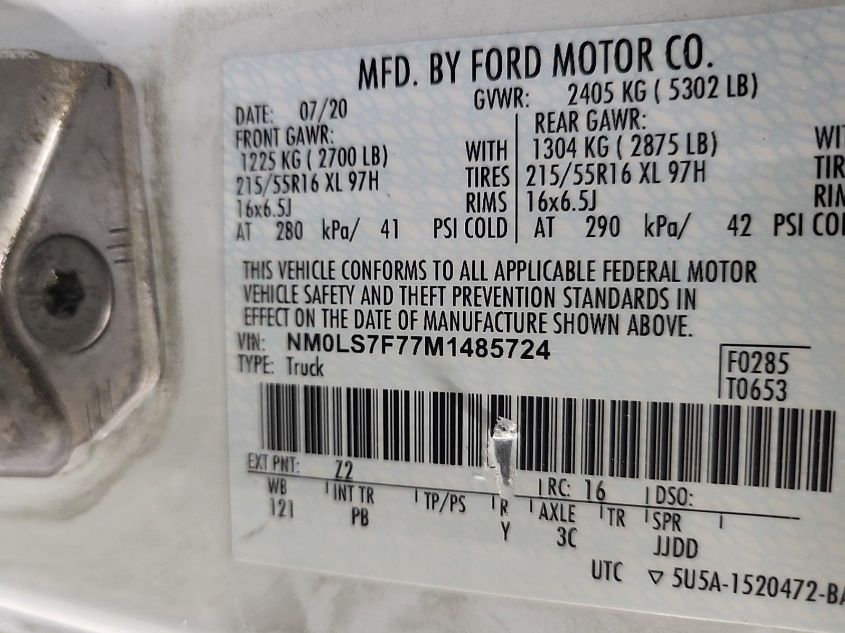 MFD. BY FORD MOTOR CO.
DATE: 07/20 GVWR: 2405 KG ( 5302 LB)
FRONT GAWR: REAR GAWR:
1225 KG ( 2700 LB) WITH 1304 KG ( 2875 LB)
215/55R16 XL 97H TIRES 215/55R16 XL 97H
16x6.5J RIMS 16x6.5J
AT 280 kPa/ 41 PSI COLD AT 290 kPa/ 42 PSI
THIS VEHICLE CONFORMS TO ALL APPLICABLE FEDERAL MOTOR
VEHICLE SAFETY AND THEFT PREVENTION STANDARDS IN
EFFECT ON THE DATE OF MANUFACTURE SHOWN ABOVE.
VIN: NM0LS7F77M1485724
TYPE: Truck
F0285
T0653
EXT PNT: Z2 RC: 16 DSO:
WB INT TR TP/PS R AXLE TR SPR
121 PB Y 3C JJDD
UTC ▽ 5U5A-1520472-BA